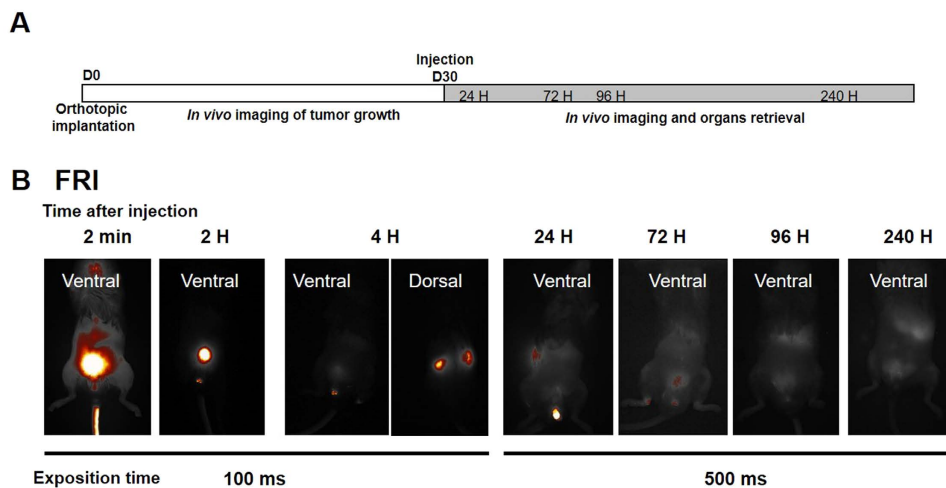 A
Injection
D0 D30
24 H 72 H 96 H 240 H
Orthotopic
implantation
In vivo imaging of tumor growth
In vivo imaging and organs retrieval
B FRI
Time after injection
2 min 2 H 4 H 24 H 72 H 96 H 240 H
Ventral Ventral Ventral Dorsal Ventral Ventral Ventral Ventral
Exposition time 100 ms 500 ms